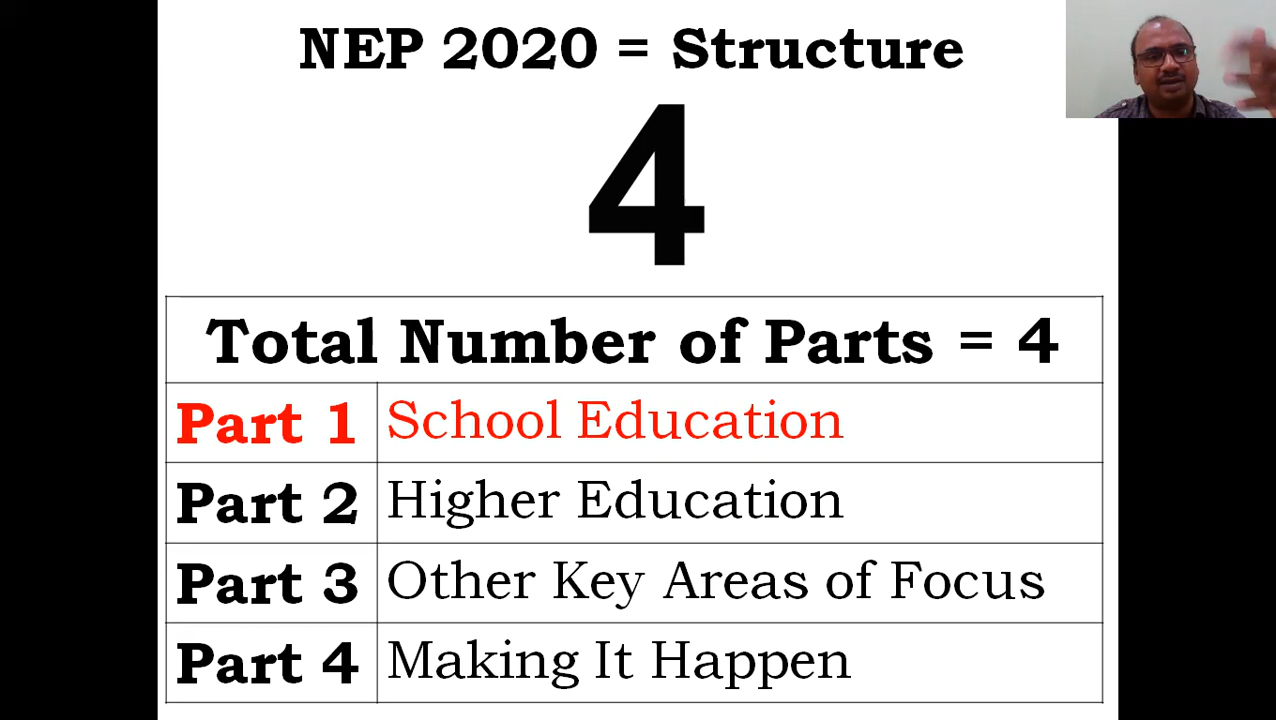 NEP 2020 = Structure
4
Total Number of Parts = 4
Part 1 School Education
Part 2 Higher Education
Part 3 Other Key Areas of Focus
Part 4 Making It Happen